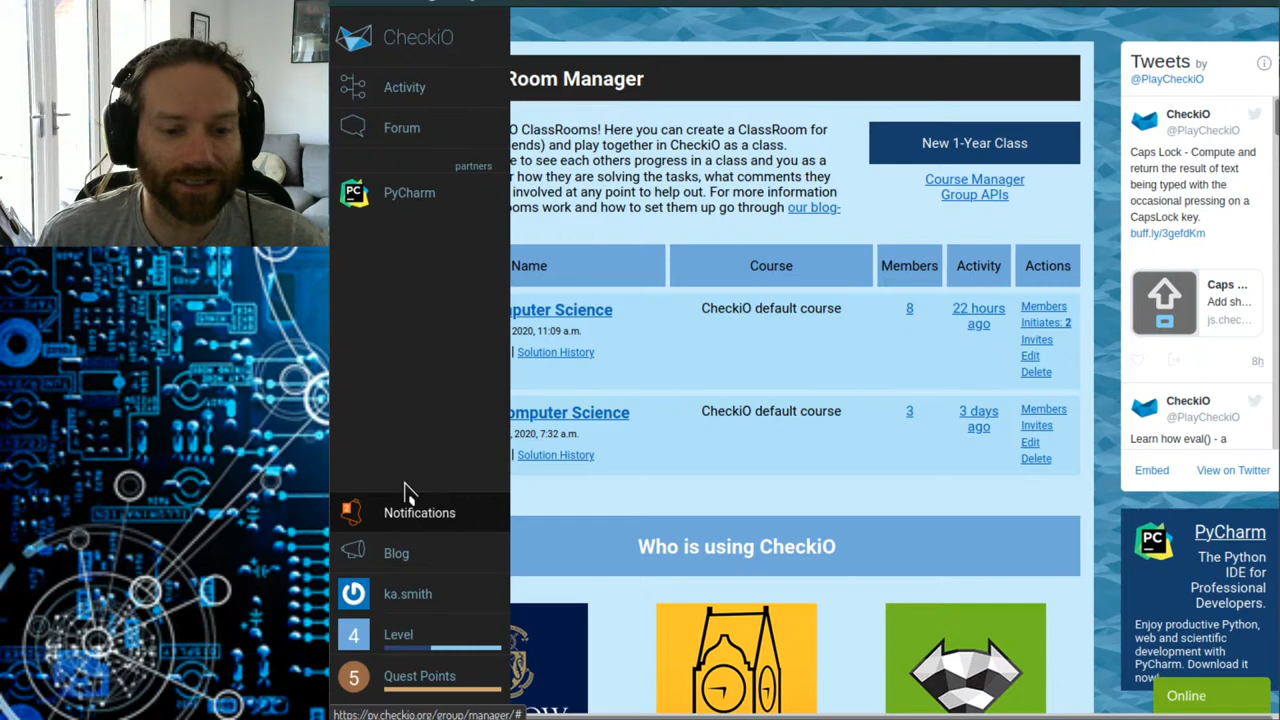 CheckiO
Activity
Forum
partners
PC
PyCharm
2
Notifications
Blog
ka.smith
4
Level
5
Quest Points
https://py.checkio.org/group/manager/#
Room Manager
O ClassRooms! Here you can create a ClassRoom for
ends) and play together in CheckiO as a class.
e to see each others progress in a class and you as a
r how they are solving the tasks, what comments they
involved at any point to help out. For more information
ooms work and how to set them up go through our blog-
New 1-Year Class
Course Manager
Group APIs
Name Course Members Activity Actions
puter Science
2020, 11:09 a.m.
| Solution History
CheckiO default course
8
22 hours
ago
Members
Initiates: 2
Invites
Edit
Delete
omputer Science
, 2020, 7:32 a.m.
| Solution History
CheckiO default course
3
3 days
ago
Members
Invites
Edit
Delete
Who is using CheckiO
OW
Tweets by
@PlayCheckiO
CheckiO
@PlayCheckiO
Caps Lock - Compute and
return the result of text
being typed with the
occasional pressing on a
CapsLock key.
buff.ly/3gefdKm
Caps ...
Add sh...
js.chec...
8h
CheckiO
@PlayCheckiO
Learn how eval() - a
Embed
View on Twitter
PC
PyCharm
The Python
IDE for
Professional
Developers.
Enjoy productive Python,
web and scientific
development with
PyCharm. Download it
now!
Online